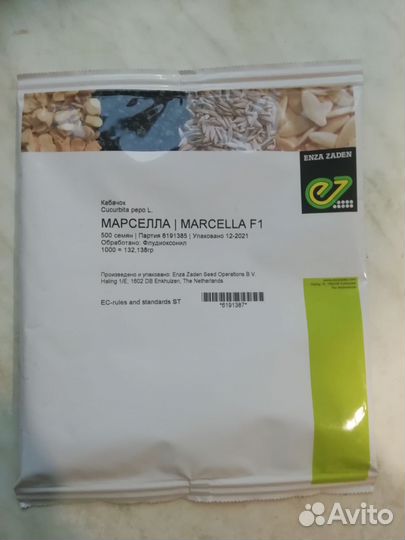 ENZA ZADEN
Кабачок
Cucurbita pepo L.
МАРСЕЛЛА | MARCELLA F1
500 семян | Партия 6191385 | Упаковано 12-2021
Обработано: Флудиоксонил
1000 = 132,138гр
Произведено и упаковано: Enza Zaden Seed Operations B.V.
Haling 1/E, 1602 DB Enkhuizen, The Netherlands.
EC-rules and standards ST
*6191387*
Avito